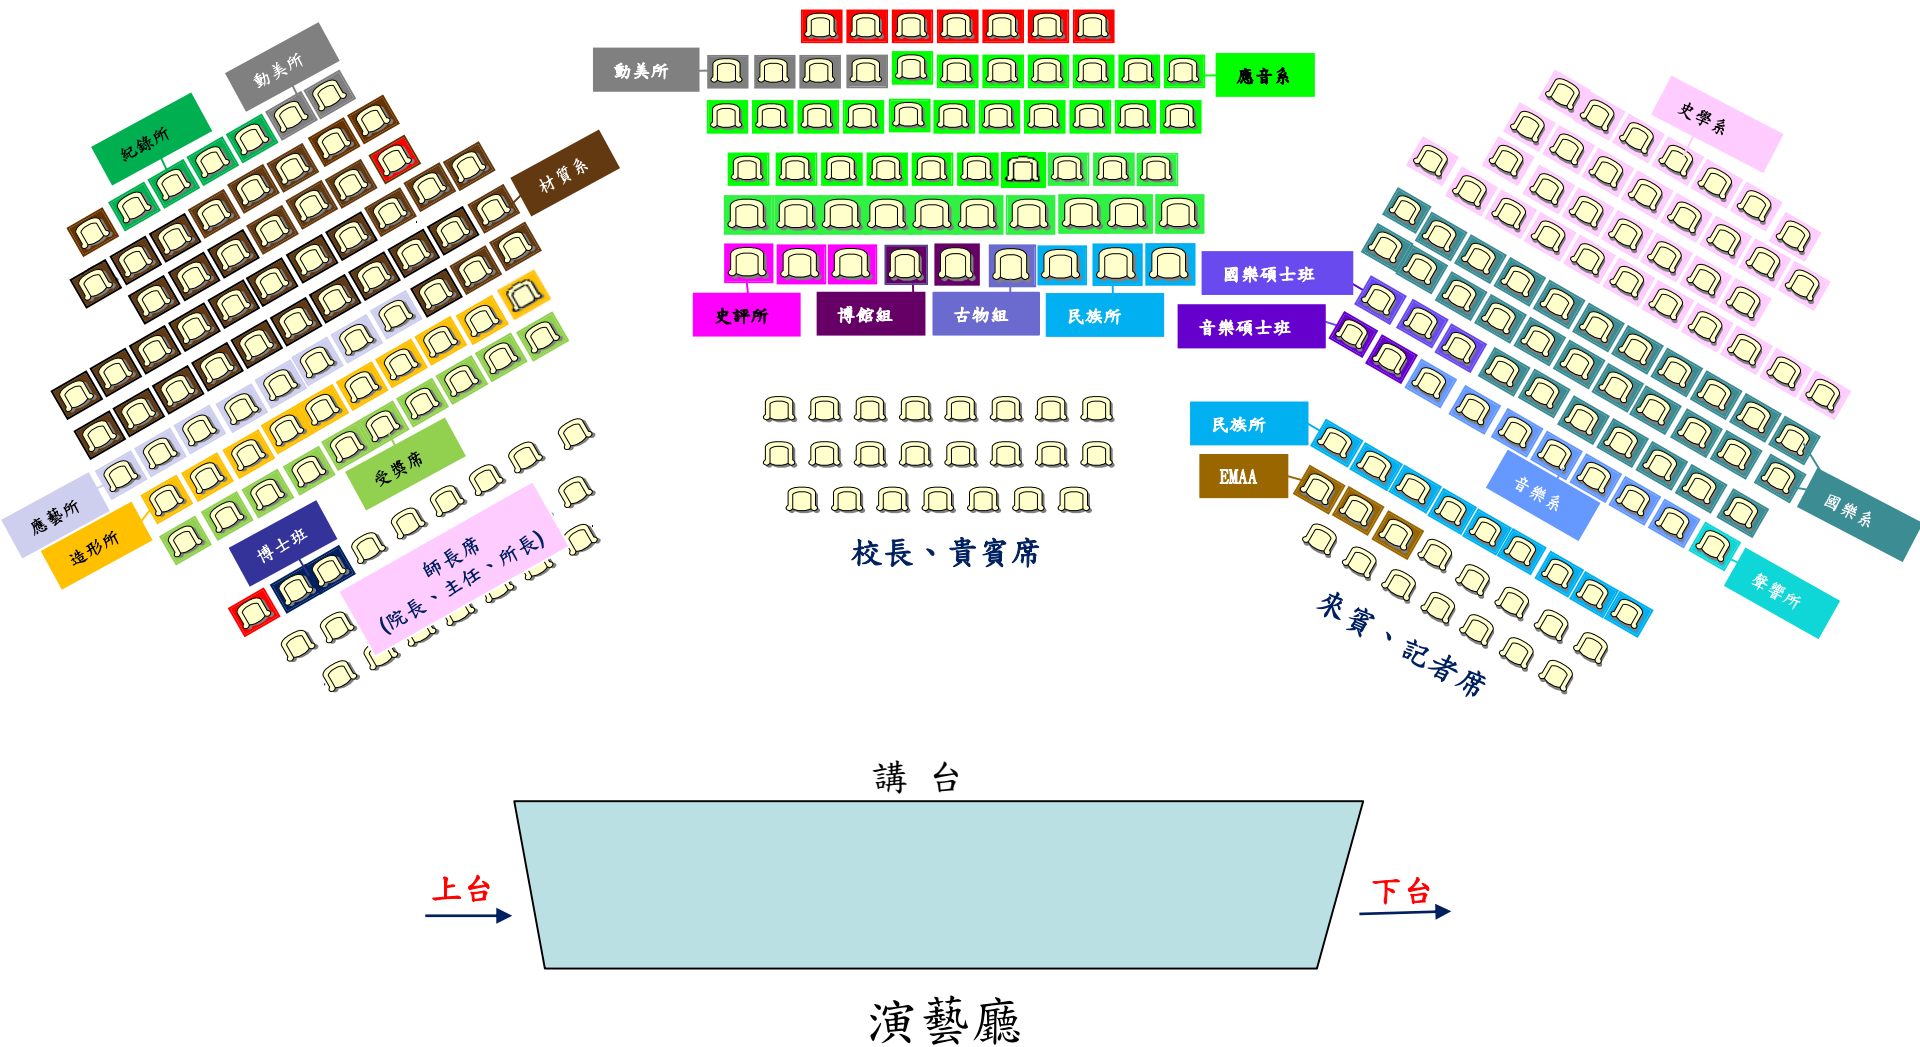 動美所
紀錄所
材質系
應藝所
造形所
受獎席
博士班
師長席
(院長、主任、所長)
動美所
應音系
史評所
博館組
古物組
民族所
校長、貴賓席
史學系
國樂碩士班
音樂碩士班
民族所
EMAA
音樂系
國樂系
聲響所
來賓、記者席
講 台
上台
下台
演藝廳